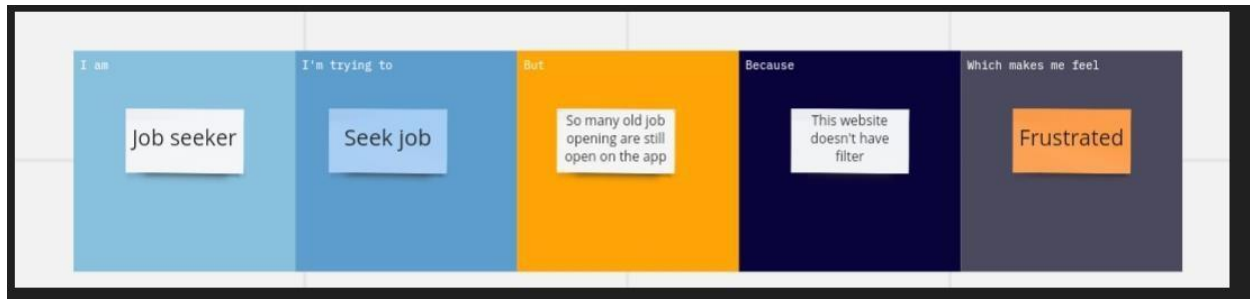 I am
Job seeker
I'm trying to
Seek job
But
So many old job
opening are still
open on the app
Because
This website
doesn't have
filter
Which makes me feel
Frustrated